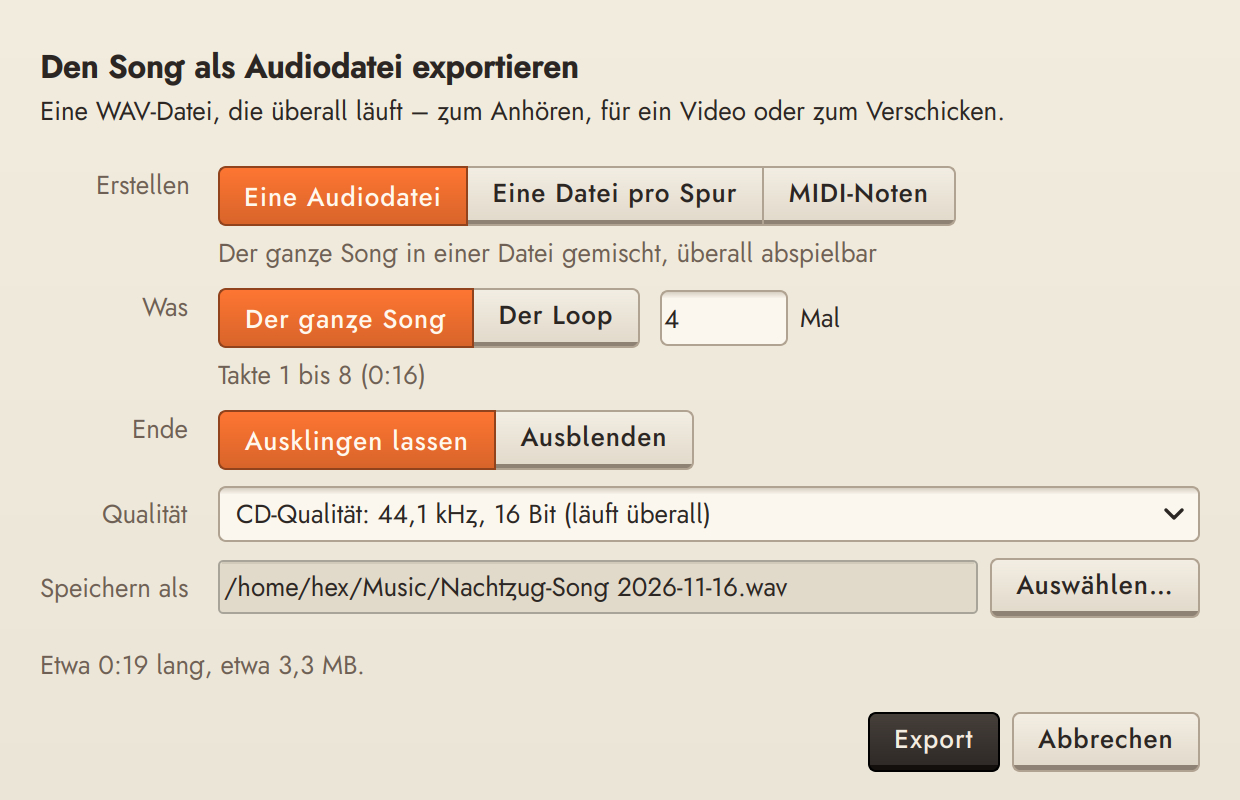 Den Song als Audiodatei exportieren
Eine WAV-Datei, die überall läuft – zum Anhören, für ein Video oder zum Verschicken.
Erstellen Eine Audiodatei Eine Datei pro Spur MIDI-Noten
Der ganze Song in einer Datei gemischt, überall abspielbar
Was Der ganze Song Der Loop 4 Mal
Takte 1 bis 8 (0:16)
Ende Ausklingen lassen Ausblenden
Qualität CD-Qualität: 44,1 kHz, 16 Bit (läuft überall)
Speichern als /home/hex/Music/Nachtzug-Song 2026-11-16.wav Auswählen...
Etwa 0:19 lang, etwa 3,3 MB.
Export Abbrechen